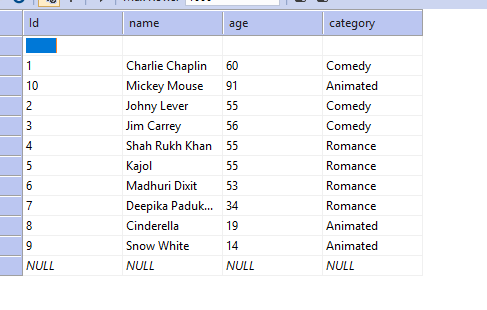 Id name age category
1 Charlie Chaplin 60 Comedy
10 Mickey Mouse 91 Animated
2 Johny Lever 55 Comedy
3 Jim Carrey 56 Comedy
4 Shah Rukh Khan 55 Romance
5 Kajol 55 Romance
6 Madhuri Dixit 53 Romance
7 Deepika Paduk... 34 Romance
8 Cinderella 19 Animated
9 Snow White 14 Animated
NULL NULL NULL NULL